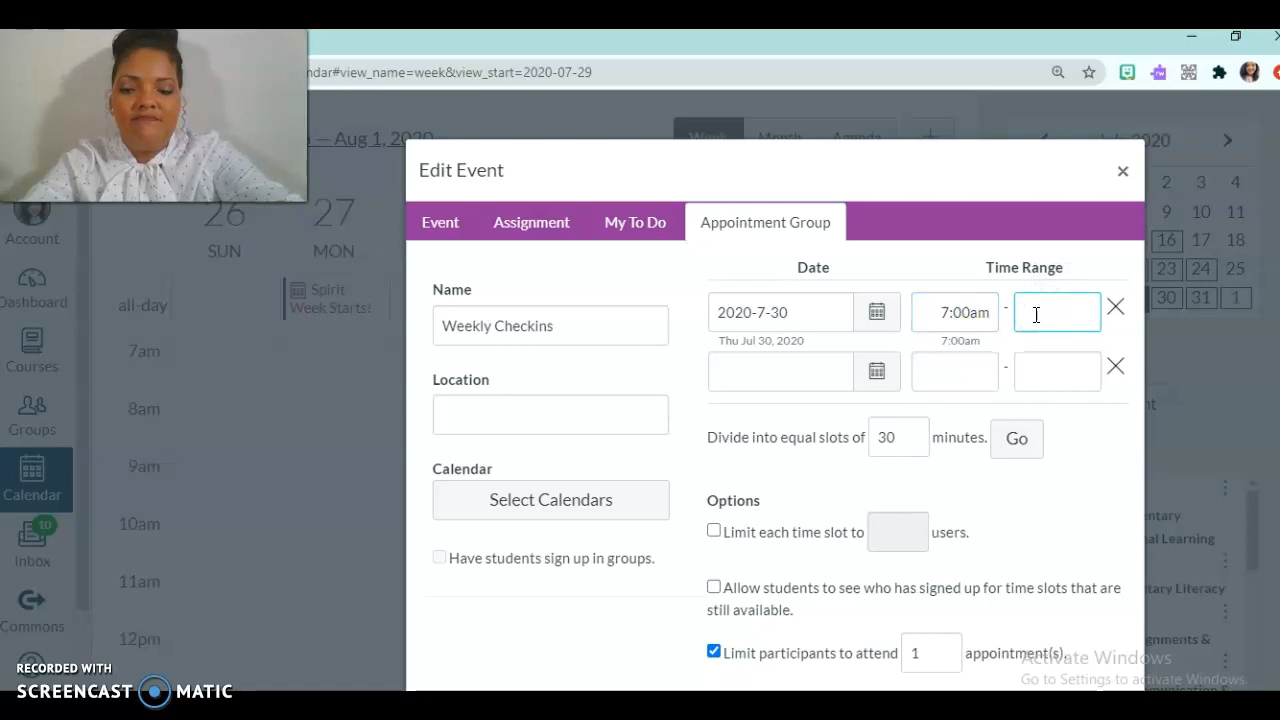 ndar#view_name=week&view_start=2020-07-29
— Aug 1, 2020
Week
Month
Agenda
2020
26
SUN
27
MON
2 3 4
9 10 11
16 17 18
23 24 25
30 31 1
Account
Dashboard
Courses
Groups
Calendar
10
Inbox
Commons
all-day
Spirit
Week Starts!
7am
8am
9am
10am
11am
12pm
Edit Event
Event
Assignment
My To Do
Appointment Group
Name
Weekly Checkins
Location
Calendar
Select Calendars
Have students sign up in groups.
Date
Time Range
2020-7-30
7:00am
-
Thu Jul 30, 2020
7:00am
-
Divide into equal slots of 30 minutes. Go
Options
Limit each time slot to users.
Allow students to see who has signed up for time slots that are
still available.
Limit participants to attend 1 appointment(s).
Activate Windows
Go to Settings to activate Windows.
RECORDED WITH
SCREENCAST MATIC